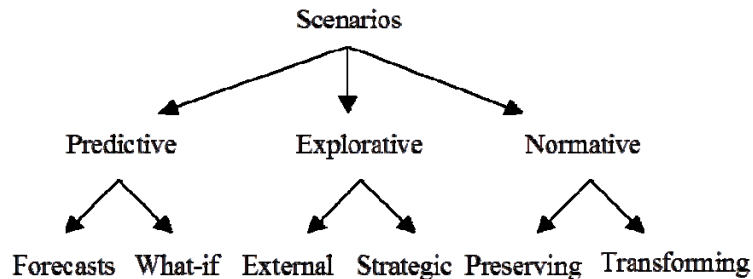 Scenarios
Predictive Explorative Normative
Forecasts What-if External Strategic Preserving Transforming